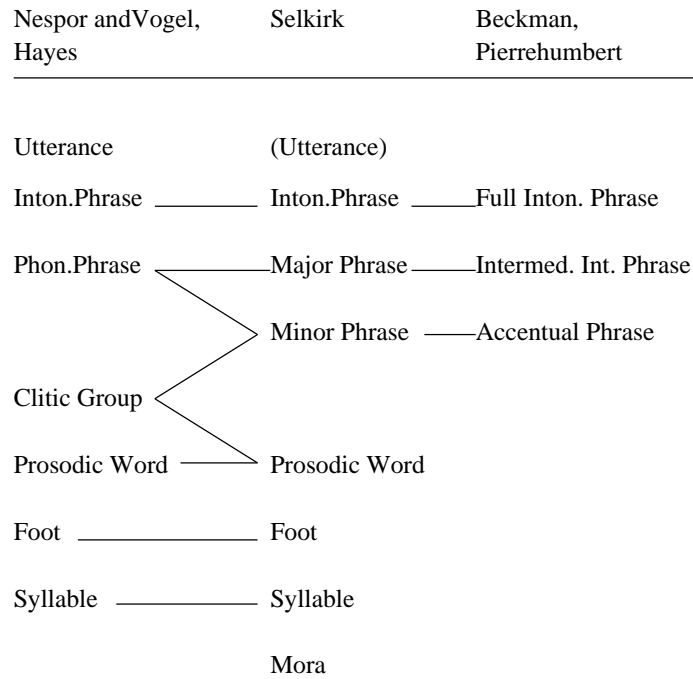 Nespor andVogel, Selkirk Beckman,
Hayes Pierrehumbert
Utterance (Utterance)
Inton.Phrase Inton.Phrase Full Inton. Phrase
Phon.Phrase Major Phrase Intermed. Int. Phrase
Minor Phrase Accentual Phrase
Clitic Group
Prosodic Word Prosodic Word
Foot Foot
Syllable Syllable
Mora